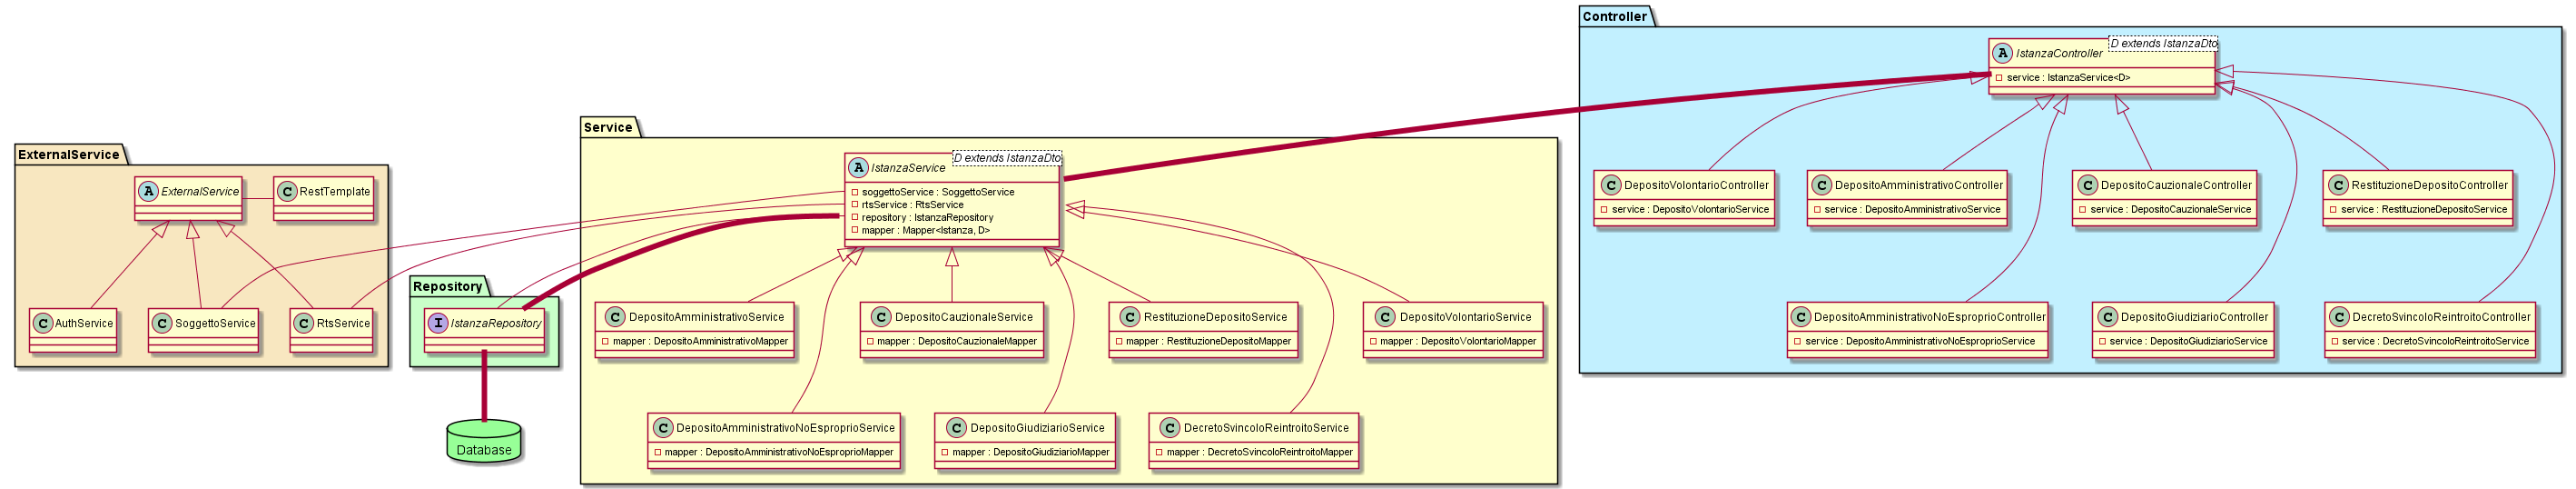 Controller
A IstanzaController
D extends IstanzaDto
service : IstanzaService<D>
C DepositoVolontarioController
service : DepositoVolontarioService
C DepositoAmministrativoController
service : DepositoAmministrativoService
C DepositoCauzionaleController
service : DepositoCauzionaleService
C RestituzioneDepositoController
service : RestituzioneDepositoService
C DepositoAmministrativoNoEsproprioController
service : DepositoAmministrativoNoEsproprioService
C DepositoGiudiziarioController
service : DepositoGiudiziarioService
C DecretoSvincoloReintroitoController
service : DecretoSvincoloReintroitoService
Service
A IstanzaService
D extends IstanzaDto
soggettoService : SoggettoService
rtsService : RtsService
repository : IstanzaRepository
mapper : Mapper<Istanza, D>
C DepositoAmministrativoService
mapper : DepositoAmministrativoMapper
C DepositoCauzionaleService
mapper : DepositoCauzionaleMapper
C RestituzioneDepositoService
mapper : RestituzioneDepositoMapper
C DepositoVolontarioService
mapper : DepositoVolontarioMapper
C DepositoAmministrativoNoEsproprioService
mapper : DepositoAmministrativoNoEsproprioMapper
C DepositoGiudiziarioService
mapper : DepositoGiudiziarioMapper
C DecretoSvincoloReintroitoService
mapper : DecretoSvincoloReintroitoMapper
ExternalService
A ExternalService
C RestTemplate
C AuthService
C SoggettoService
C RtsService
Repository
I IstanzaRepository
Database